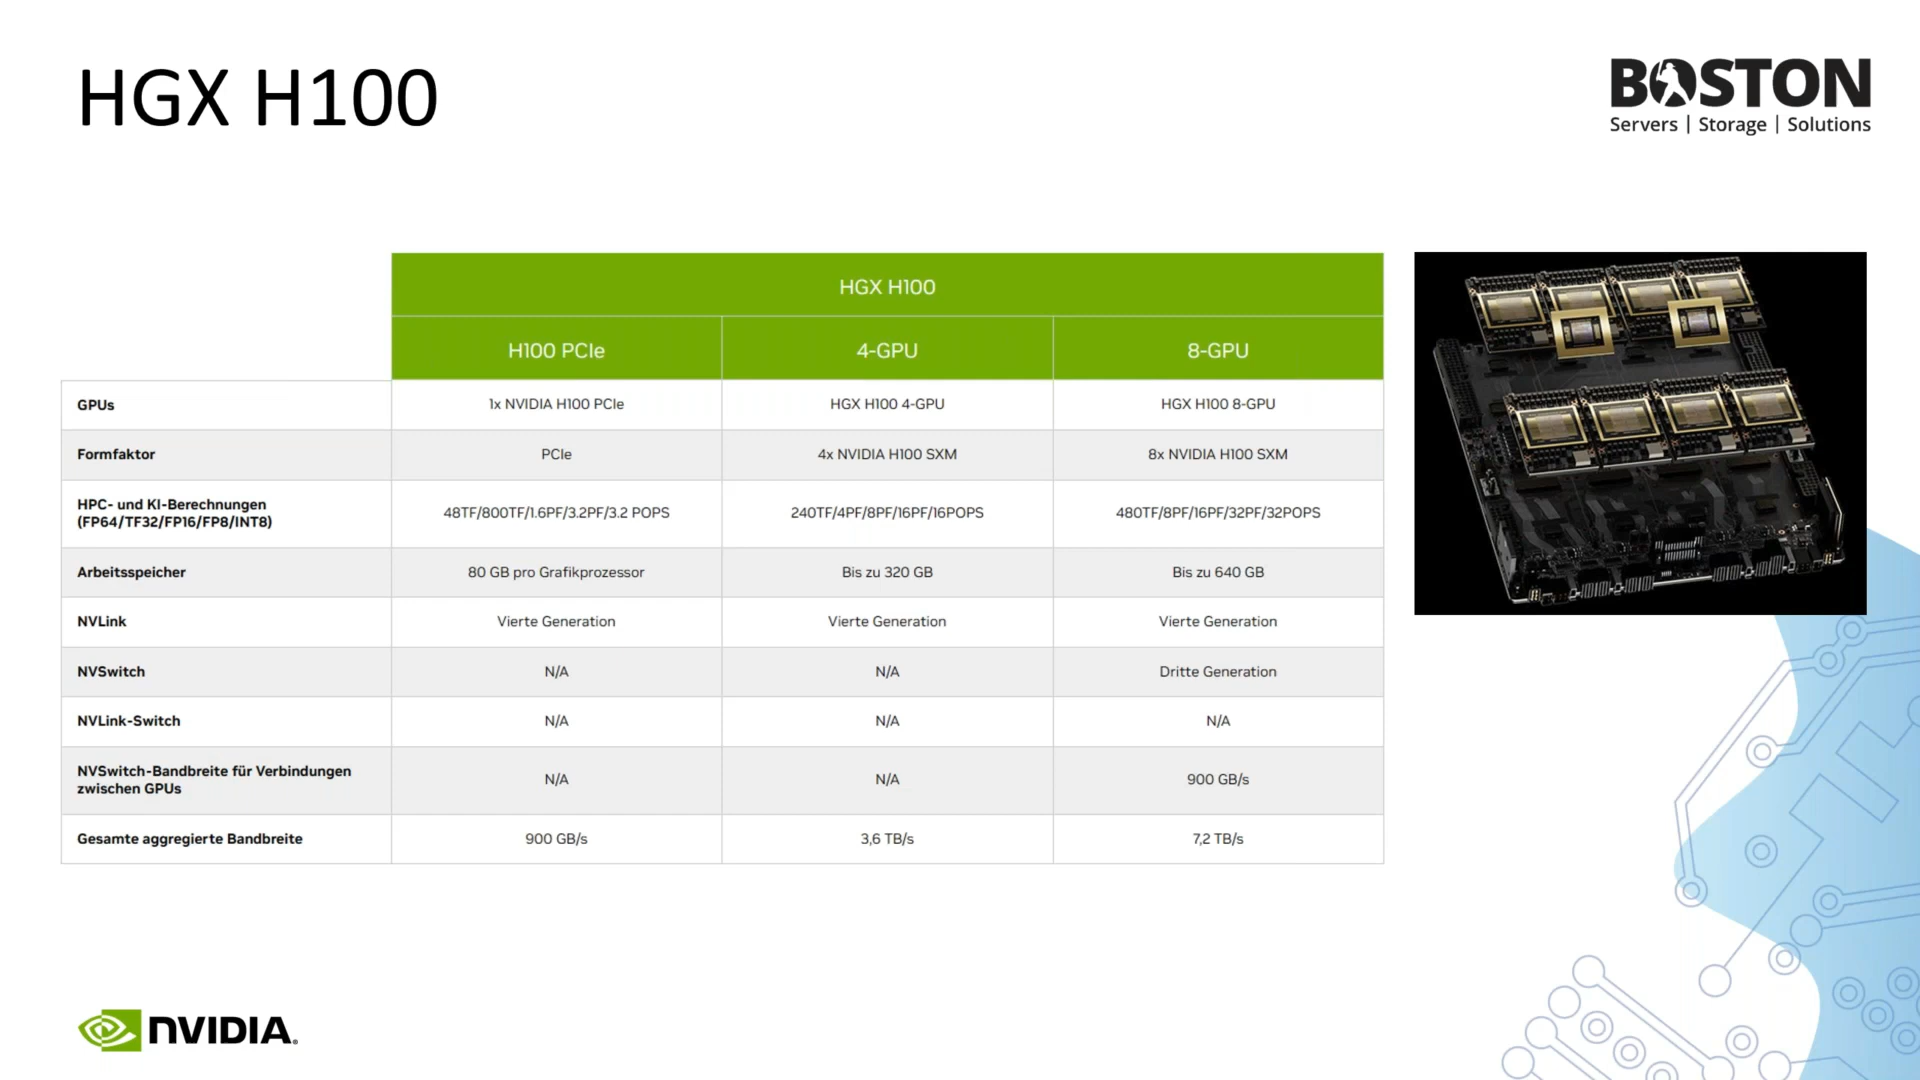 HGX H100
BOSTON
Servers | Storage | Solutions
HGX H100
H100 PCIe 4-GPU 8-GPU
GPUs 1x NVIDIA H100 PCIe HGX H100 4-GPU HGX H100 8-GPU
Formfaktor PCIe 4x NVIDIA H100 SXM 8x NVIDIA H100 SXM
HPC- und KI-Berechnungen
(FP64/TF32/FP16/FP8/INT8) 48TF/800TF/1.6PF/3.2PF/3.2 POPS 240TF/4PF/8PF/16PF/16POPS 480TF/8PF/16PF/32PF/32POPS
Arbeitsspeicher 80 GB pro Grafikprozessor Bis zu 320 GB Bis zu 640 GB
NVLink Vierte Generation Vierte Generation Vierte Generation
NVSwitch N/A N/A Dritte Generation
NVLink-Switch N/A N/A N/A
NVSwitch-Bandbreite für Verbindungen
zwischen GPUs N/A N/A 900 GB/s
Gesamte aggregierte Bandbreite 900 GB/s 3,6 TB/s 7,2 TB/s
NVIDIA.